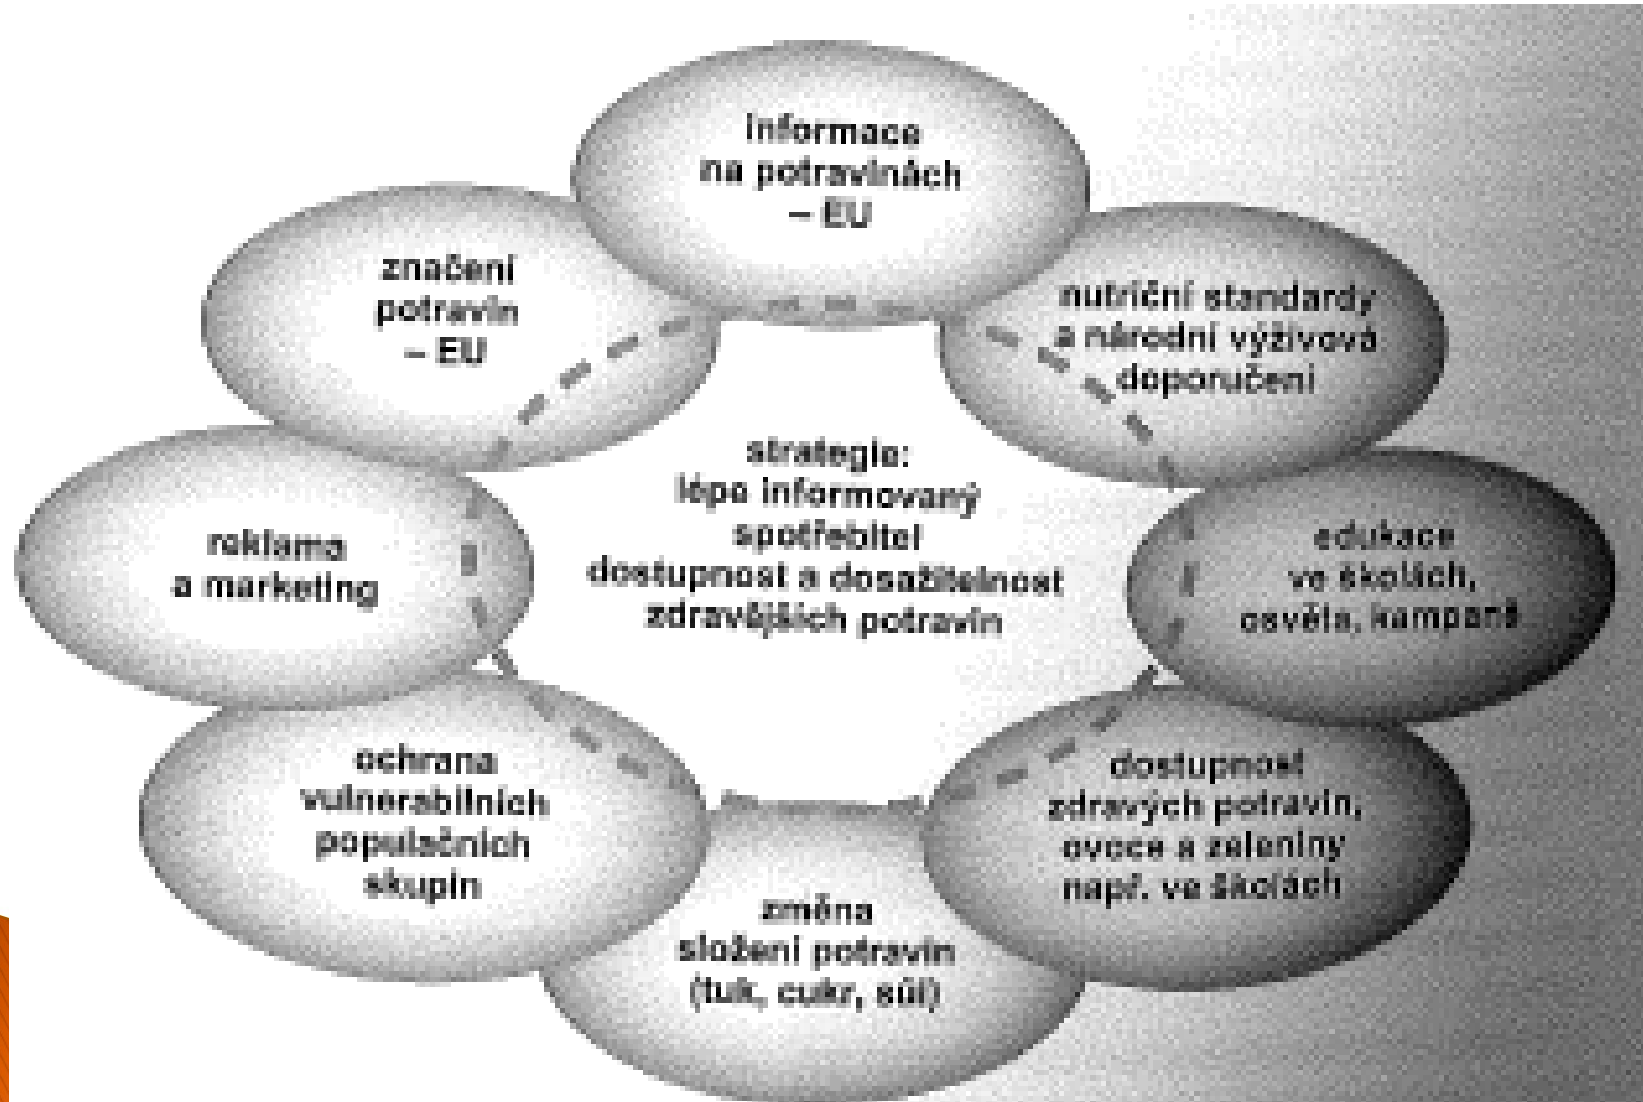 informace
na potravinách
– EU
nutriční standardy
a národní výživová
doporučení
edukace
ve školách,
osvěta, kampaně
dostupnost
zdravých potravin,
ovoce a zeleniny
např. ve školách
změna
složení potravin
(tuk, cukr, sůl)
ochrana
vulnerabilních
populačních
skupin
reklama
a marketing
značení
potravin
– EU
strategie:
lépe informovaný
spotřebitel
dostupnost a dosažitelnost
zdravějších potravin